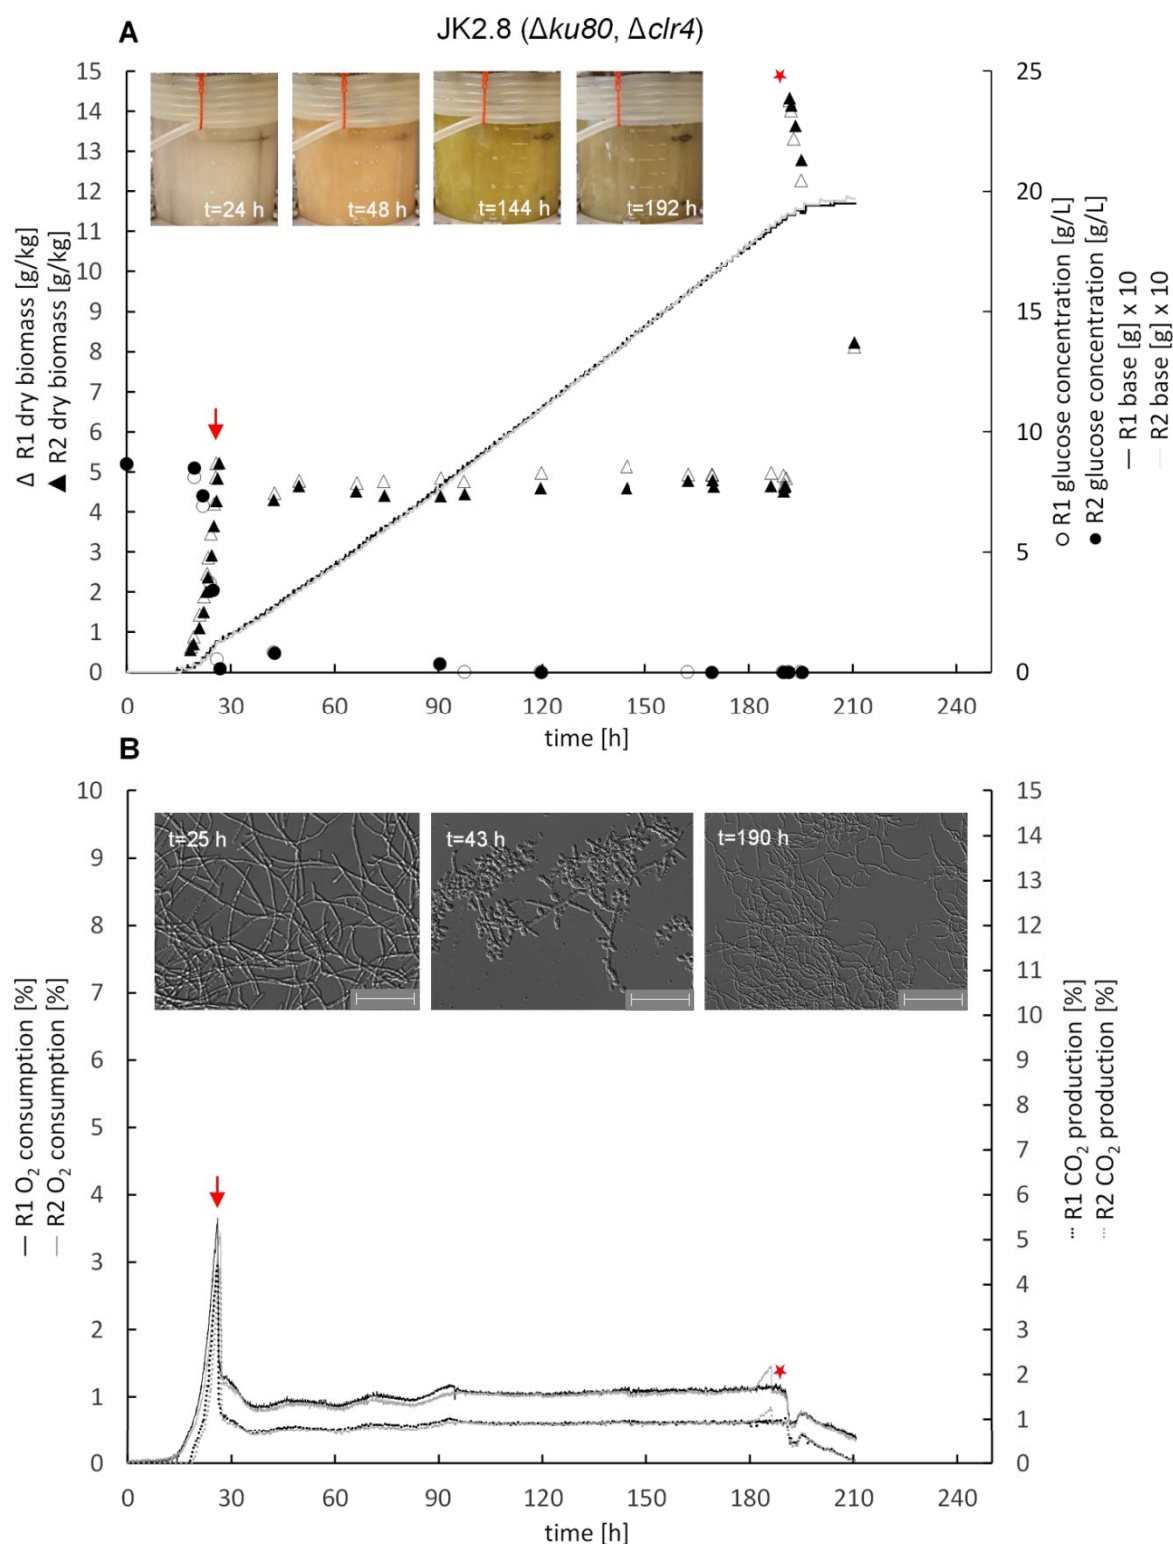 A
JK2.8 (Δku80, Δclr4)
15
14
13
12
11
10
9
8
7
6
5
4
3
2
1
0
25
20
15
10
5
0
t=24 h
t=48 h
t=144 h
t=192 h
△ R1 dry biomass [g/kg]
▲ R2 dry biomass [g/kg]
○ R1 glucose concentration [g/L]
● R2 glucose concentration [g/L]
— R1 base [g] x 10
— R2 base [g] x 10
0 30 60 90 120 150 180 210 240
time [h]
B
10
9
8
7
6
5
4
3
2
1
0
15
14
13
12
11
10
9
8
7
6
5
4
3
2
1
0
t=25 h
t=43 h
t=190 h
— R1 O₂ consumption [%]
— R2 O₂ consumption [%]
R1 CO₂ production [%]
R2 CO₂ production [%]
0 30 60 90 120 150 180 210 240
time [h]